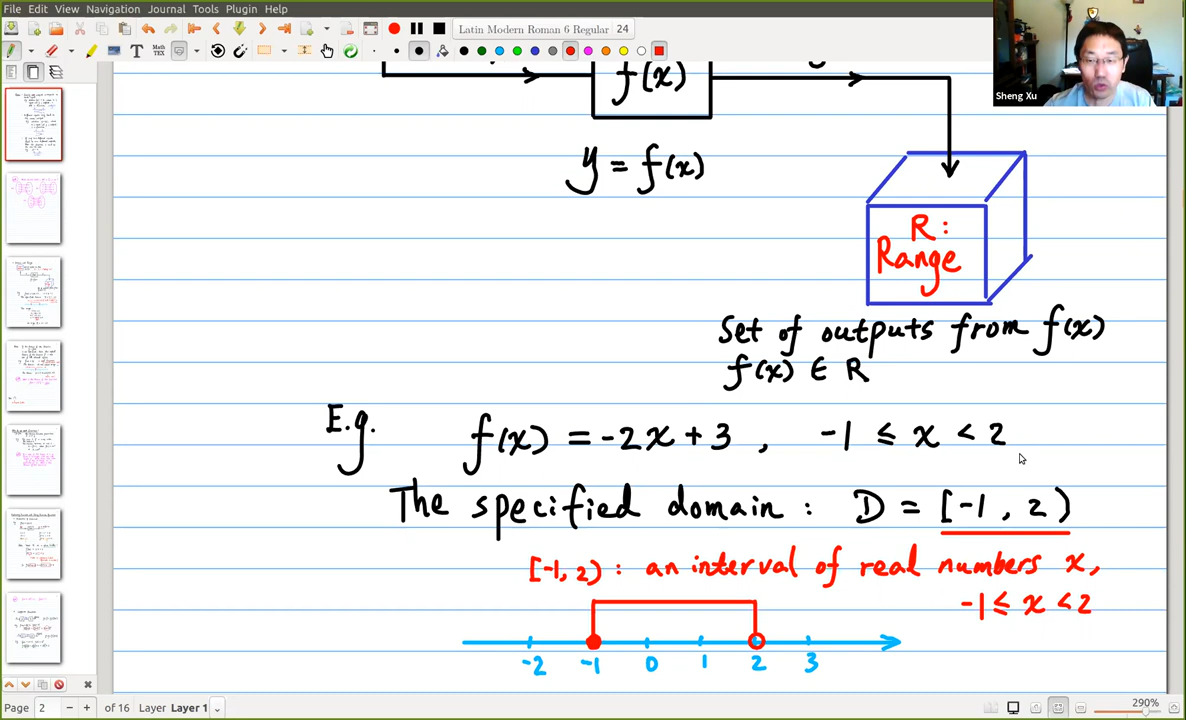 File Edit View Navigation Journal Tools Plugin Help
Latin Modern Roman 6 Regular 24
Sheng Xu
f(x)
y = f(x)
R:
Range
Set of outputs from f(x)
f(x) ∈ R
E.g. f(x) = -2x + 3 , -1 ≤ x < 2
The specified domain : D = [-1 , 2)
[-1, 2) : an interval of real numbers x,
-1 ≤ x < 2
-2 -1 0 1 2 3
Page 2 of 16 Layer Layer 1 290%